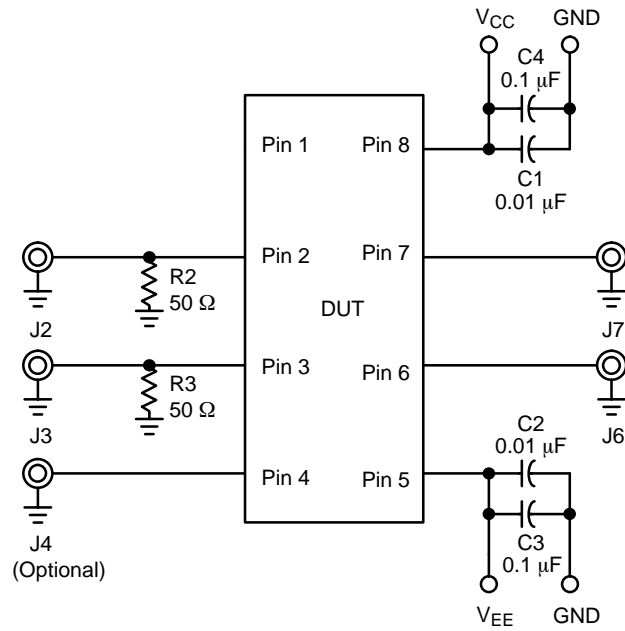 V_CC GND
C4
0.1 μF
Pin 1 Pin 8
C1
0.01 μF
Pin 2 Pin 7
R2
50 Ω
DUT
J2 J7
Pin 3 Pin 6
R3
50 Ω
J3 J6
C2
0.01 μF
Pin 4 Pin 5
J4
(Optional)
C3
0.1 μF
V_EE GND